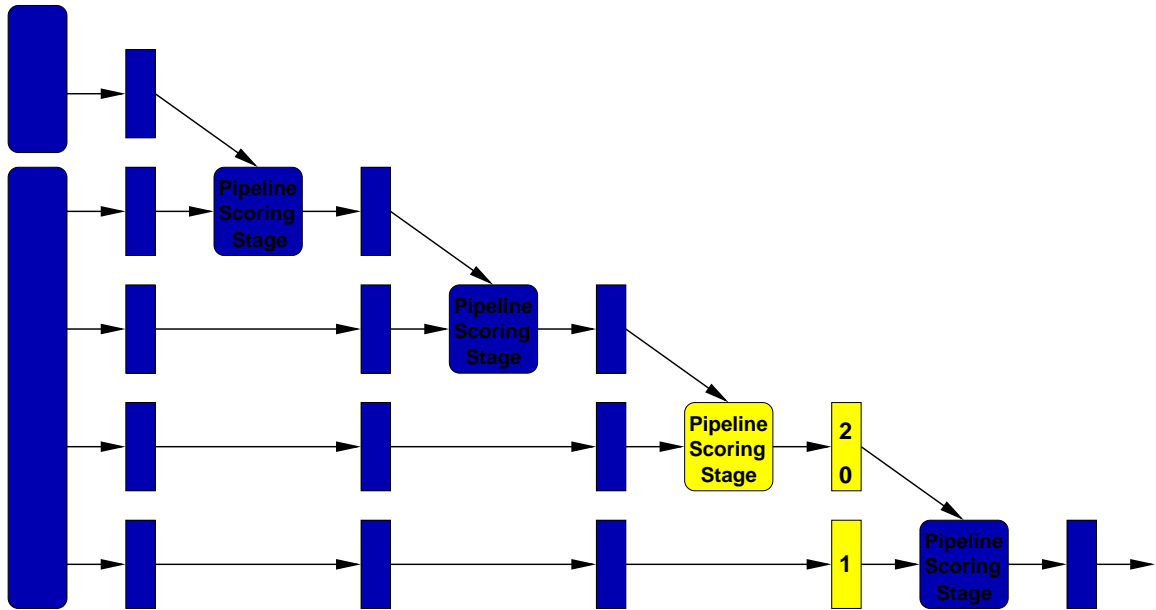 Pipeline
Scoring
Stage
Pipeline
Scoring
Stage
Pipeline
Scoring
Stage
2
0
1
Pipeline
Scoring
Stage